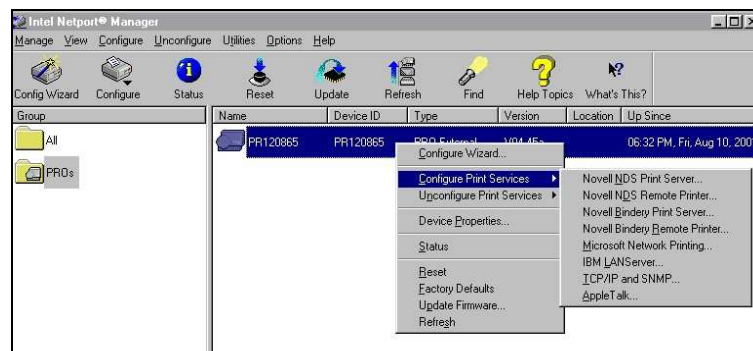 Intel Netport® Manager
Manage View Configure Unconfigure Utilities Options Help
Config Wizard Configure Status Reset Update Refresh Find Help Topics What's This?
Group Name Device ID Type Version Location Up Since
All
PROs
PR120865 PR120865 PRO External V04.45a 06:32 PM, Fri, Aug 10, 200
Configure Wizard...
Configure Print Services
Unconfigure Print Services
Device Properties...
Status
Reset
Factory Defaults
Update Firmware...
Refresh
Novell NDS Print Server...
Novell NDS Remote Printer...
Novell Bindery Print Server...
Novell Bindery Remote Printer...
Microsoft Network Printing...
IBM LANServer...
TCP/IP and SNMP...
AppleTalk...